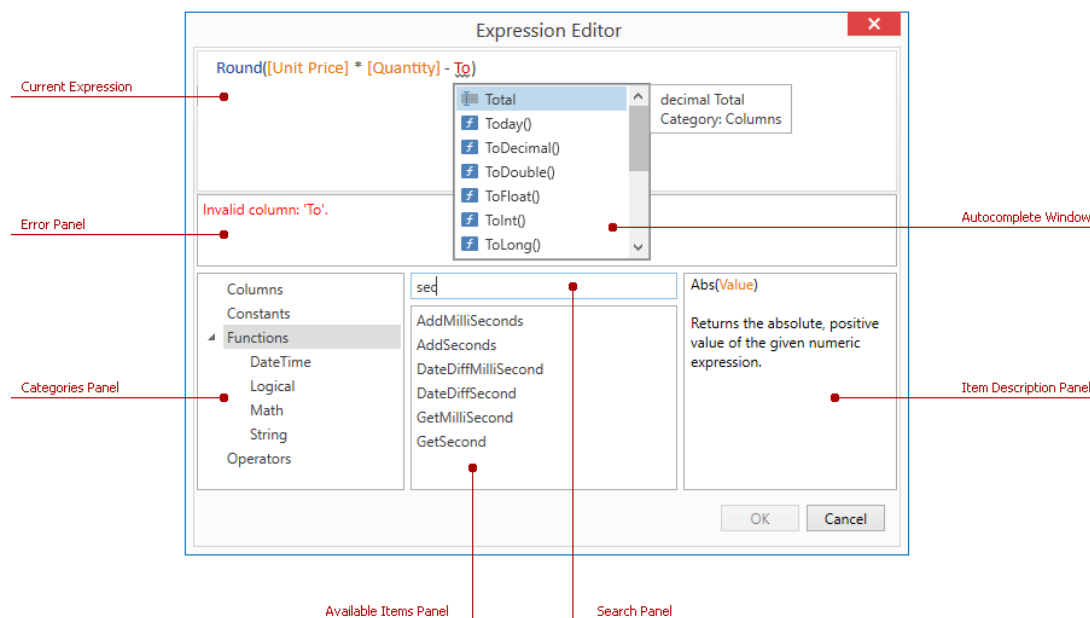 Expression Editor
Round([Unit Price] * [Quantity] - To)
Current Expression
Total
Today()
ToDecimal()
ToDouble()
ToFloat()
ToInt()
ToLong()
decimal Total
Category: Columns
Invalid column: 'To'.
Error Panel
Autocomplete Window
Columns
Constants
Functions
DateTime
Logical
Math
String
Operators
Categories Panel
sec
AddMilliSeconds
AddSeconds
DateDiffMilliSecond
DateDiffSecond
GetMilliSecond
GetSecond
Abs(Value)
Returns the absolute, positive
value of the given numeric
expression.
Item Description Panel
OK
Cancel
Available Items Panel
Search Panel